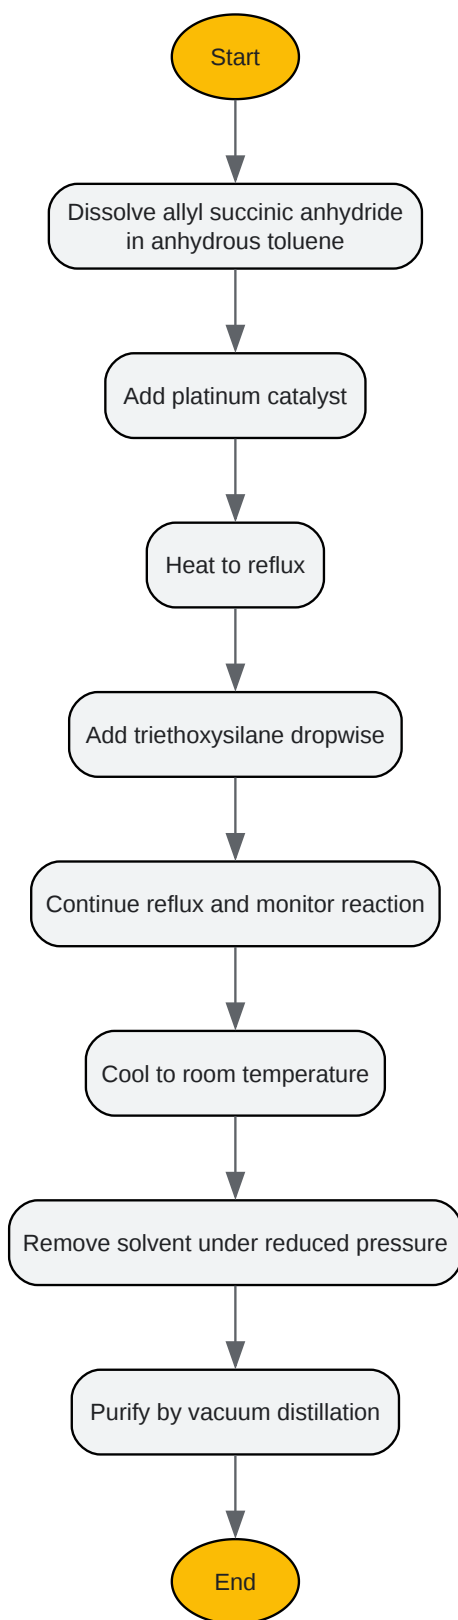 Start
Dissolve allyl succinic anhydride
in anhydrous toluene
Add platinum catalyst
Heat to reflux
Add triethoxysilane dropwise
Continue reflux and monitor reaction
Cool to room temperature
Remove solvent under reduced pressure
Purify by vacuum distillation
End